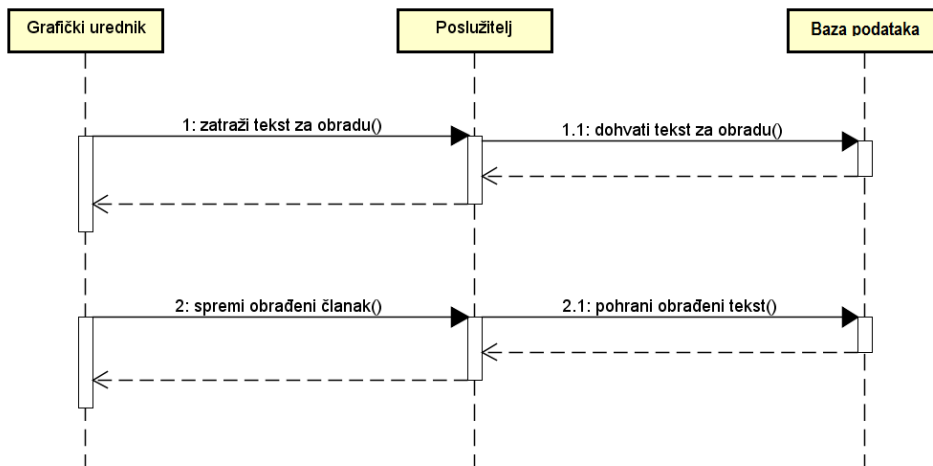 Grafički urednik
Poslužitelj
Baza podataka
1: zatraži tekst za obradu()
1.1: dohvati tekst za obradu()
2: spremi obrađeni članak()
2.1: pohrani obrađeni tekst()